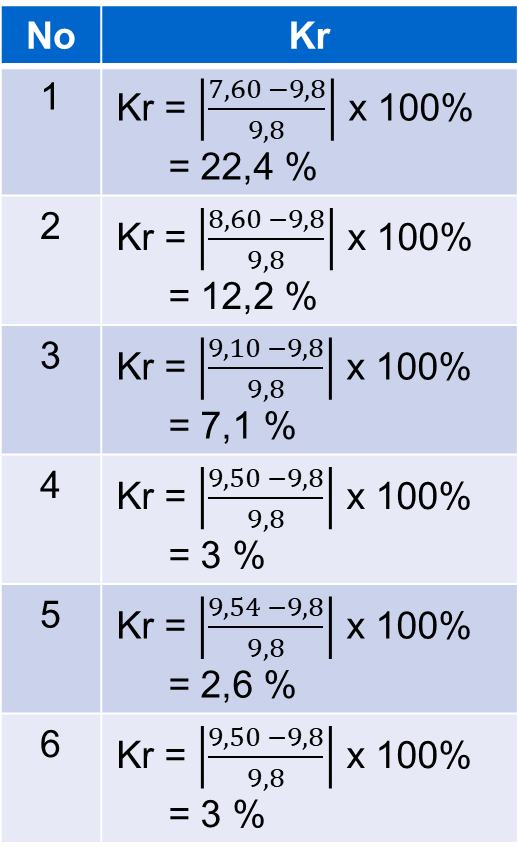 No Kr
1 Kr = |7,60 −9,8 / 9,8| x 100%
= 22,4 %
2 Kr = |8,60 −9,8 / 9,8| x 100%
= 12,2 %
3 Kr = |9,10 −9,8 / 9,8| x 100%
= 7,1 %
4 Kr = |9,50 −9,8 / 9,8| x 100%
= 3 %
5 Kr = |9,54 −9,8 / 9,8| x 100%
= 2,6 %
6 Kr = |9,50 −9,8 / 9,8| x 100%
= 3 %